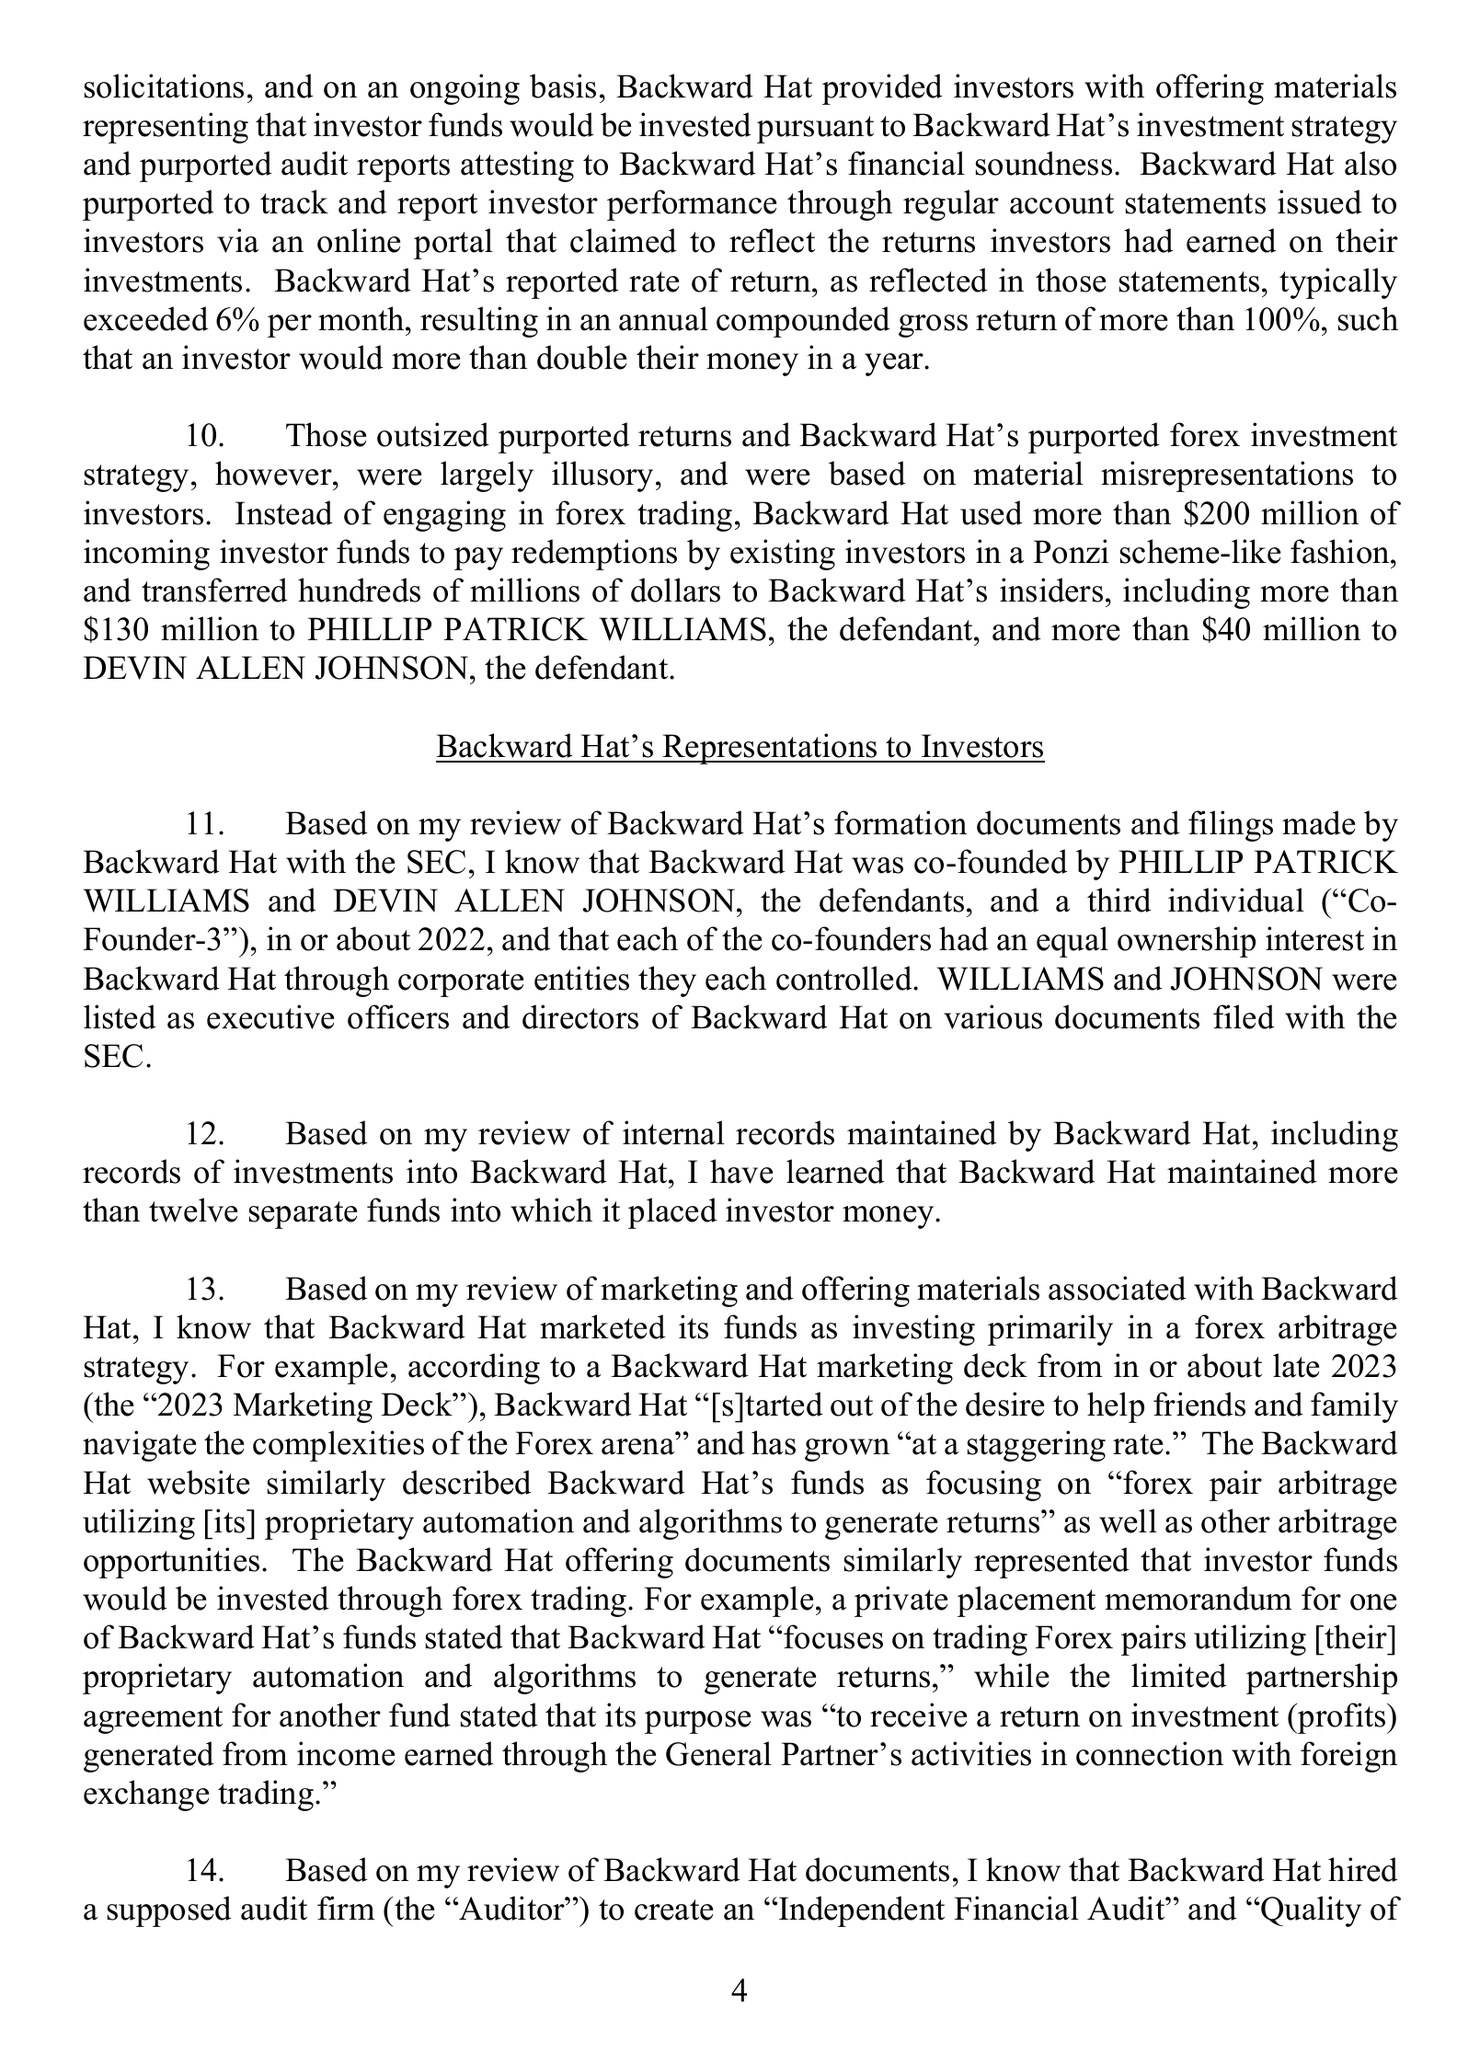 solicitations, and on an ongoing basis, Backward Hat provided investors with offering materials
representing that investor funds would be invested pursuant to Backward Hat’s investment strategy
and purported audit reports attesting to Backward Hat’s financial soundness.  Backward Hat also
purported to track and report investor performance through regular account statements issued to
investors via an online portal that claimed to reflect the returns investors had earned on their
investments.  Backward Hat’s reported rate of return, as reflected in those statements, typically
exceeded 6% per month, resulting in an annual compounded gross return of more than 100%, such
that an investor would more than double their money in a year.
10. Those outsized purported returns and Backward Hat’s purported forex investment
strategy, however, were largely illusory, and were based on material misrepresentations to
investors.  Instead of engaging in forex trading, Backward Hat used more than $200 million of
incoming investor funds to pay redemptions by existing investors in a Ponzi scheme-like fashion,
and transferred hundreds of millions of dollars to Backward Hat’s insiders, including more than
$130 million to PHILLIP PATRICK WILLIAMS, the defendant, and more than $40 million to
DEVIN ALLEN JOHNSON, the defendant.
Backward Hat’s Representations to Investors
11. Based on my review of Backward Hat’s formation documents and filings made by
Backward Hat with the SEC, I know that Backward Hat was co-founded by PHILLIP PATRICK
WILLIAMS and DEVIN ALLEN JOHNSON, the defendants, and a third individual (“Co-
Founder-3”), in or about 2022, and that each of the co-founders had an equal ownership interest in
Backward Hat through corporate entities they each controlled.  WILLIAMS and JOHNSON were
listed as executive officers and directors of Backward Hat on various documents filed with the
SEC.
12. Based on my review of internal records maintained by Backward Hat, including
records of investments into Backward Hat, I have learned that Backward Hat maintained more
than twelve separate funds into which it placed investor money.
13. Based on my review of marketing and offering materials associated with Backward
Hat, I know that Backward Hat marketed its funds as investing primarily in a forex arbitrage
strategy.  For example, according to a Backward Hat marketing deck from in or about late 2023
(the “2023 Marketing Deck”), Backward Hat “[s]tarted out of the desire to help friends and family
navigate the complexities of the Forex arena” and has grown “at a staggering rate.”  The Backward
Hat website similarly described Backward Hat’s funds as focusing on “forex pair arbitrage
utilizing [its] proprietary automation and algorithms to generate returns” as well as other arbitrage
opportunities.  The Backward Hat offering documents similarly represented that investor funds
would be invested through forex trading. For example, a private placement memorandum for one
of Backward Hat’s funds stated that Backward Hat “focuses on trading Forex pairs utilizing [their]
proprietary automation and algorithms to generate returns,” while the limited partnership
agreement for another fund stated that its purpose was “to receive a return on investment (profits)
generated from income earned through the General Partner’s activities in connection with foreign
exchange trading.”
14. Based on my review of Backward Hat documents, I know that Backward Hat hired
a supposed audit firm (the “Auditor”) to create an “Independent Financial Audit” and “Quality of
4